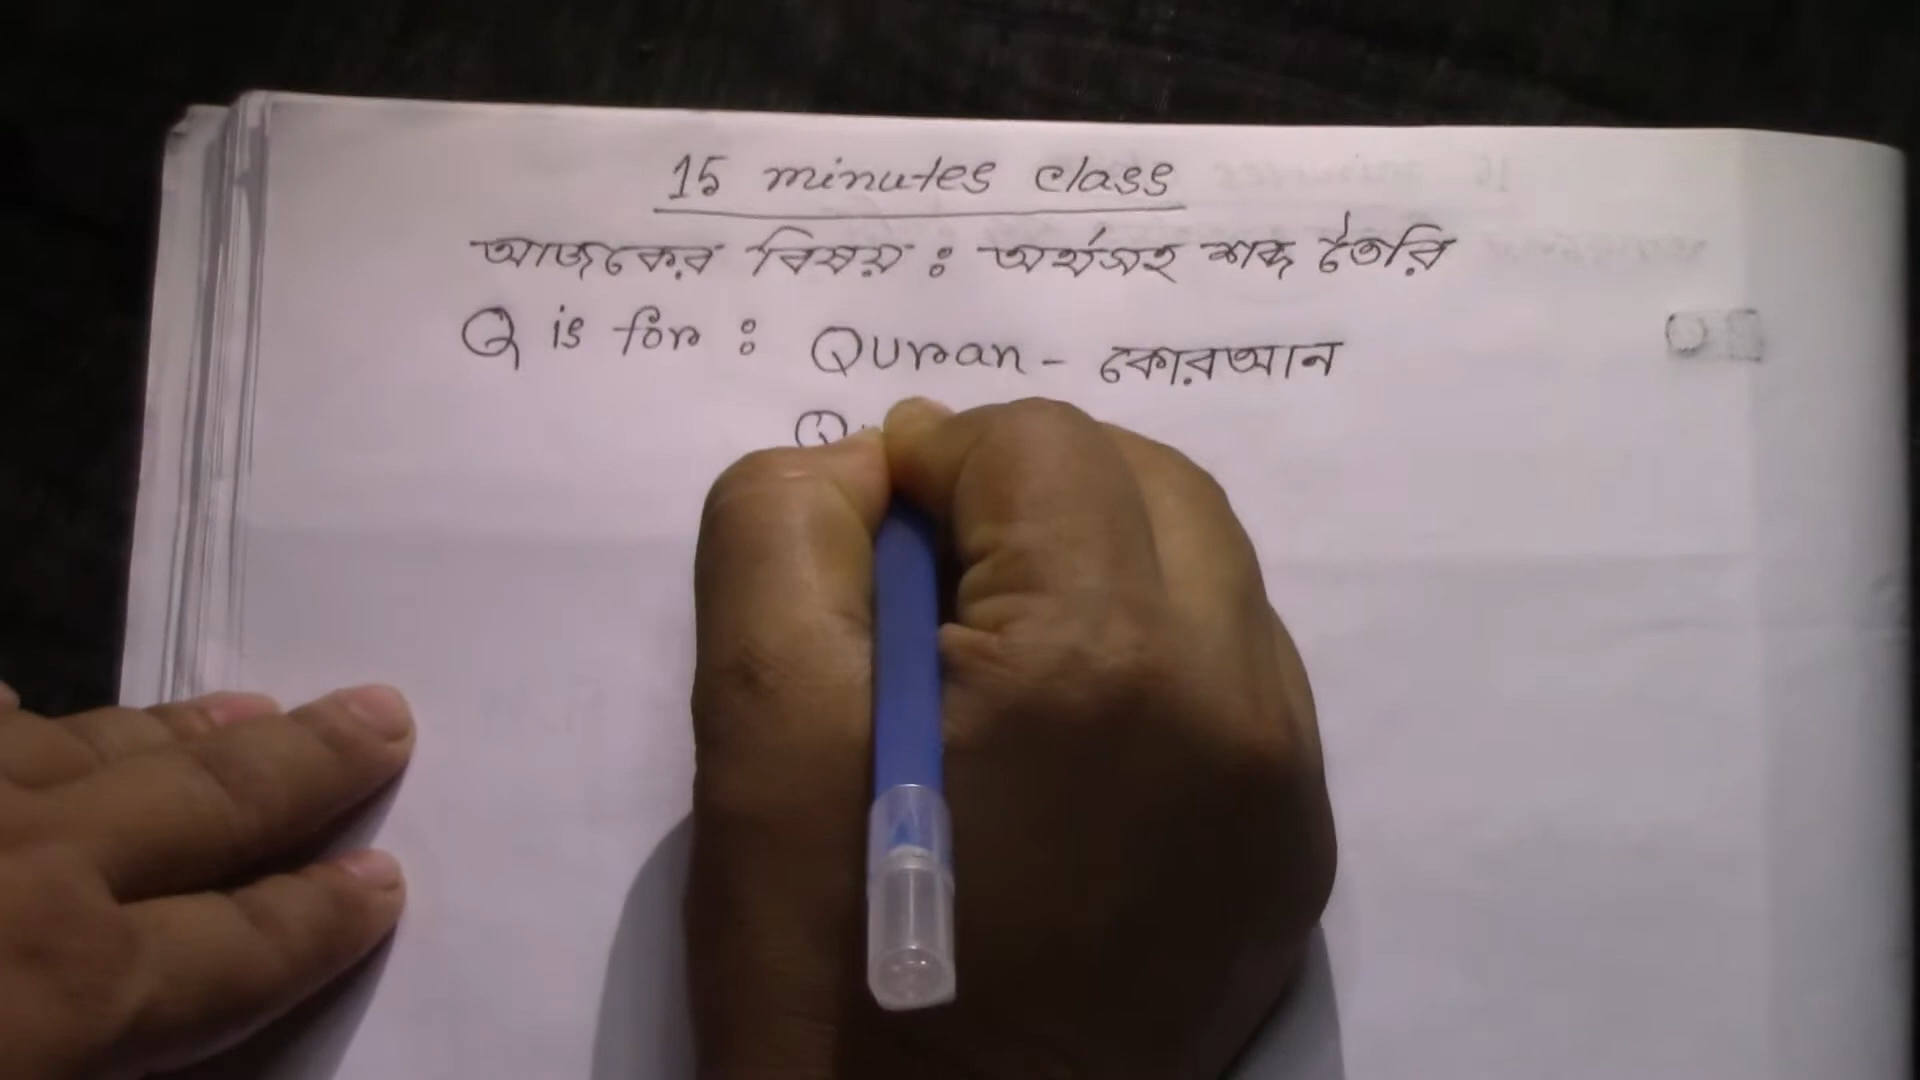 15 minutes class
আজকের বিষয় : অর্থসহ শব্দ তৈরি
Q is for : Quran - কোরআন